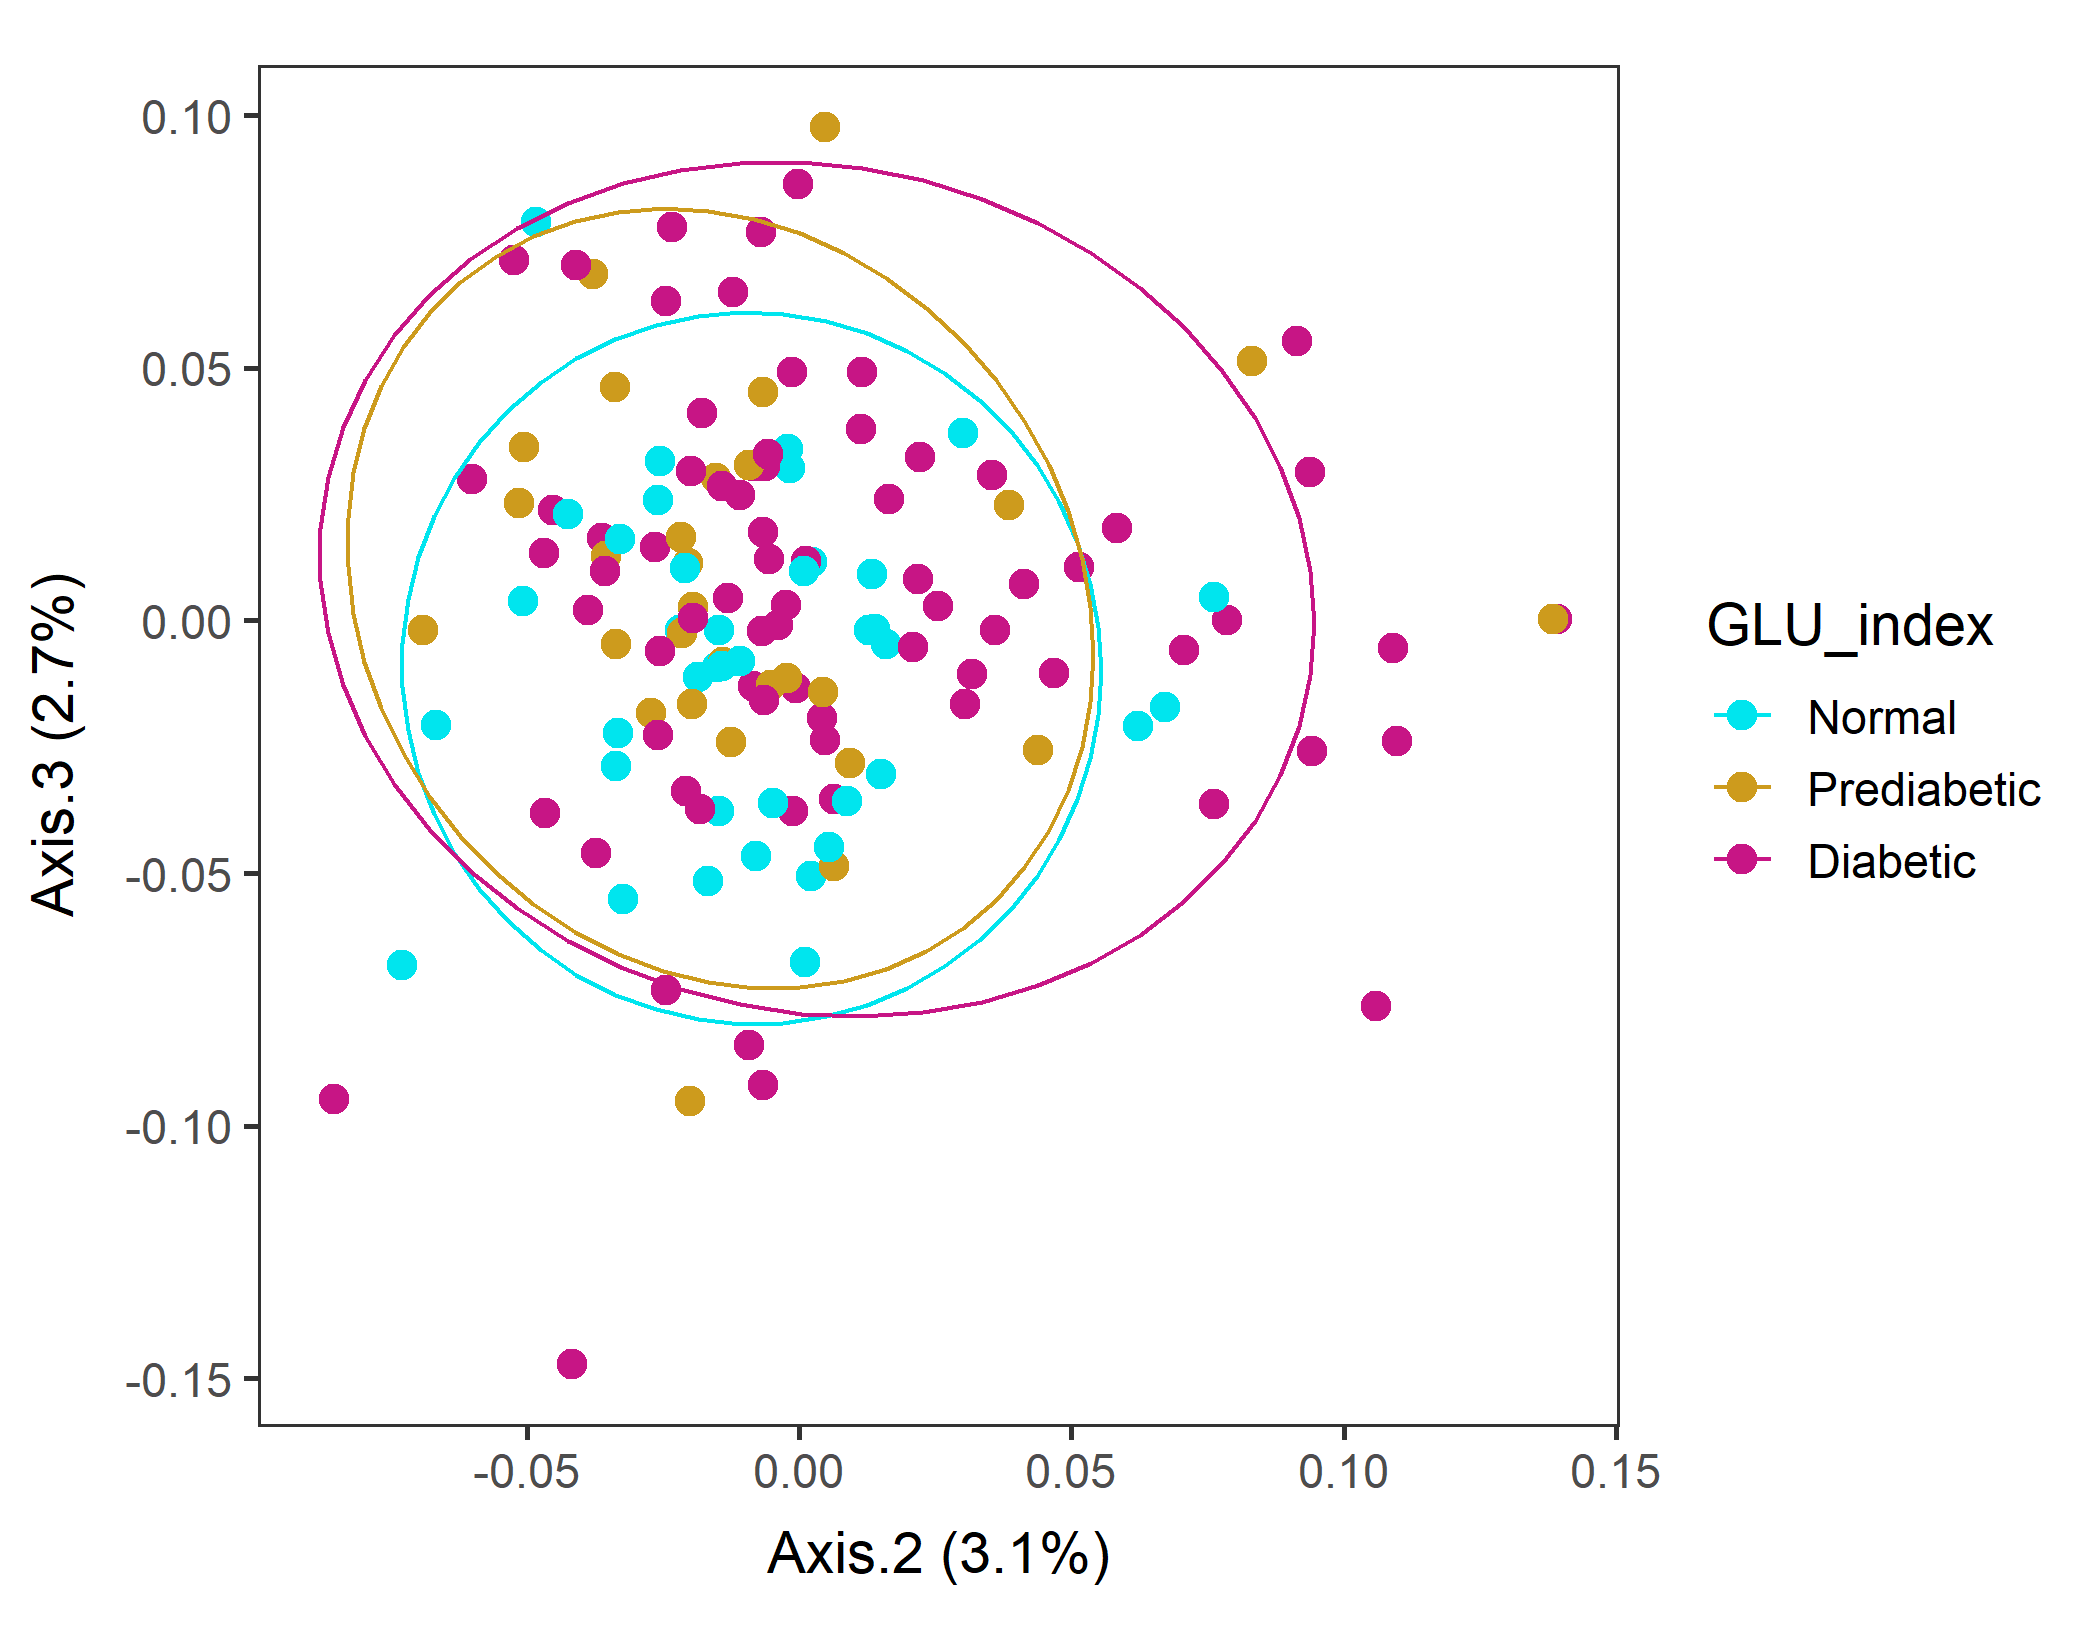 0.10
0.05
0.00
-0.05
-0.10
-0.15
Axis.3 (2.7%)
-0.05 0.00 0.05 0.10 0.15
Axis.2 (3.1%)
GLU_index
Normal
Prediabetic
Diabetic